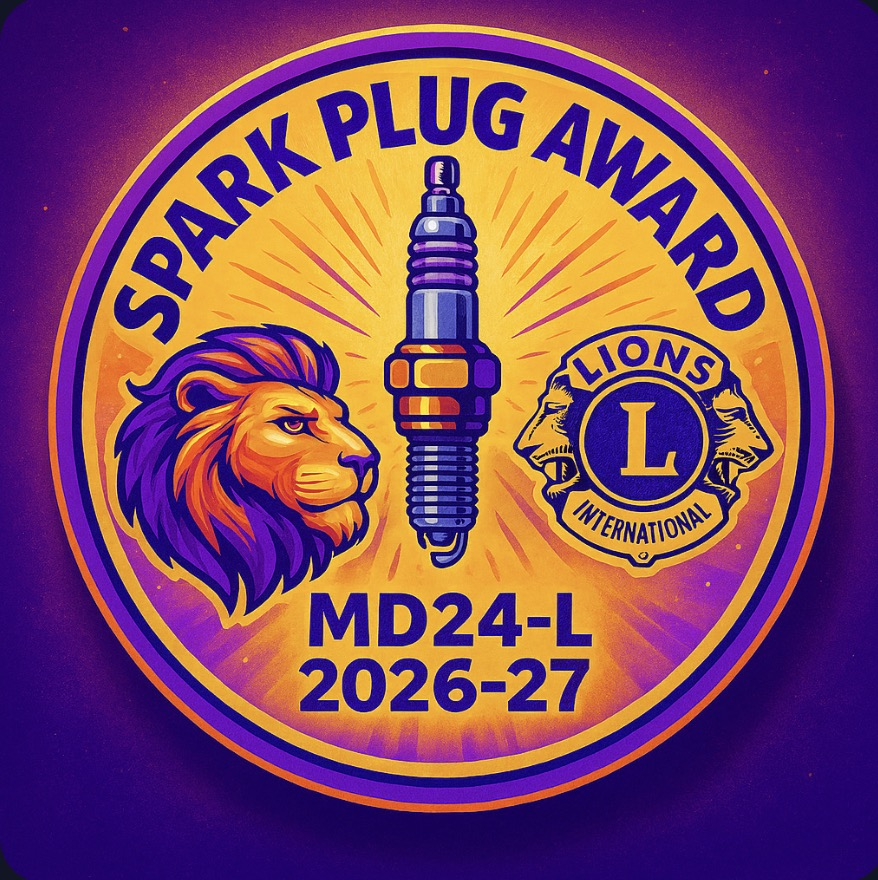 SPARK PLUG AWARD
LIONS
L
INTERNATIONAL
MD24-L
2026-27